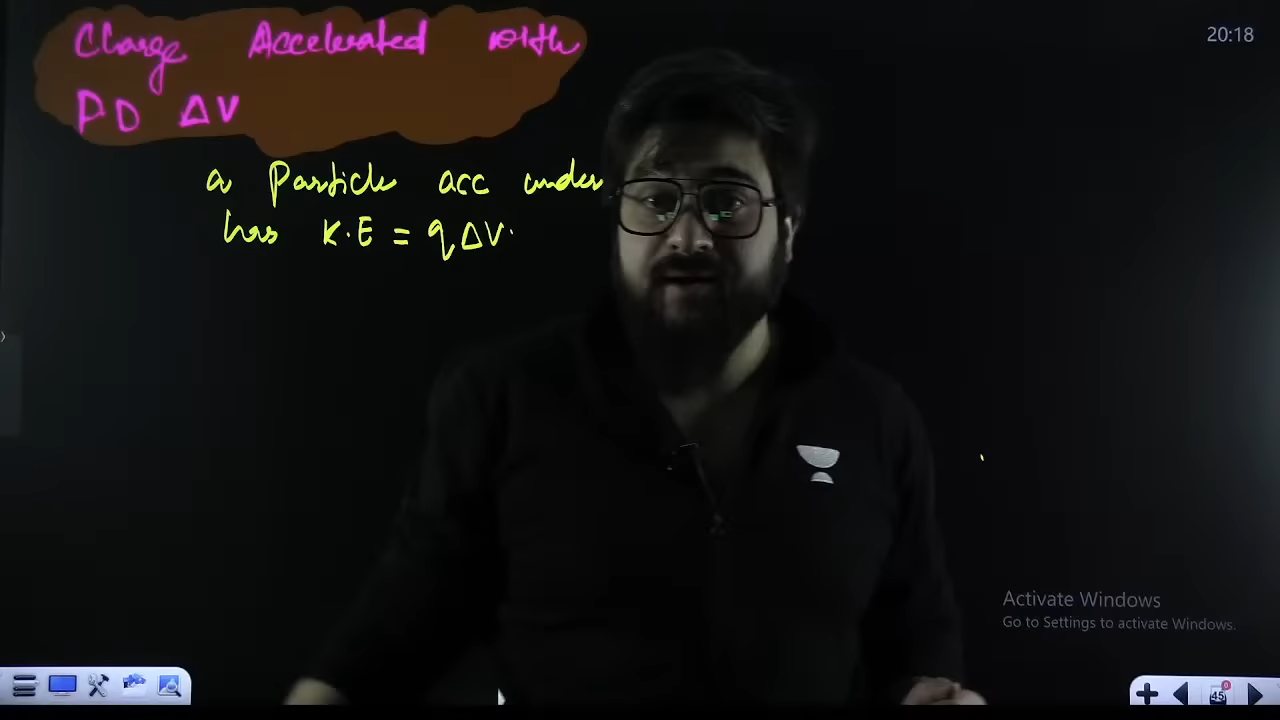 Charge Accelerated with
PD ΔV
20:18
a Particle acc under
has K.E = qΔV.
Activate Windows
Go to Settings to activate Windows.
45